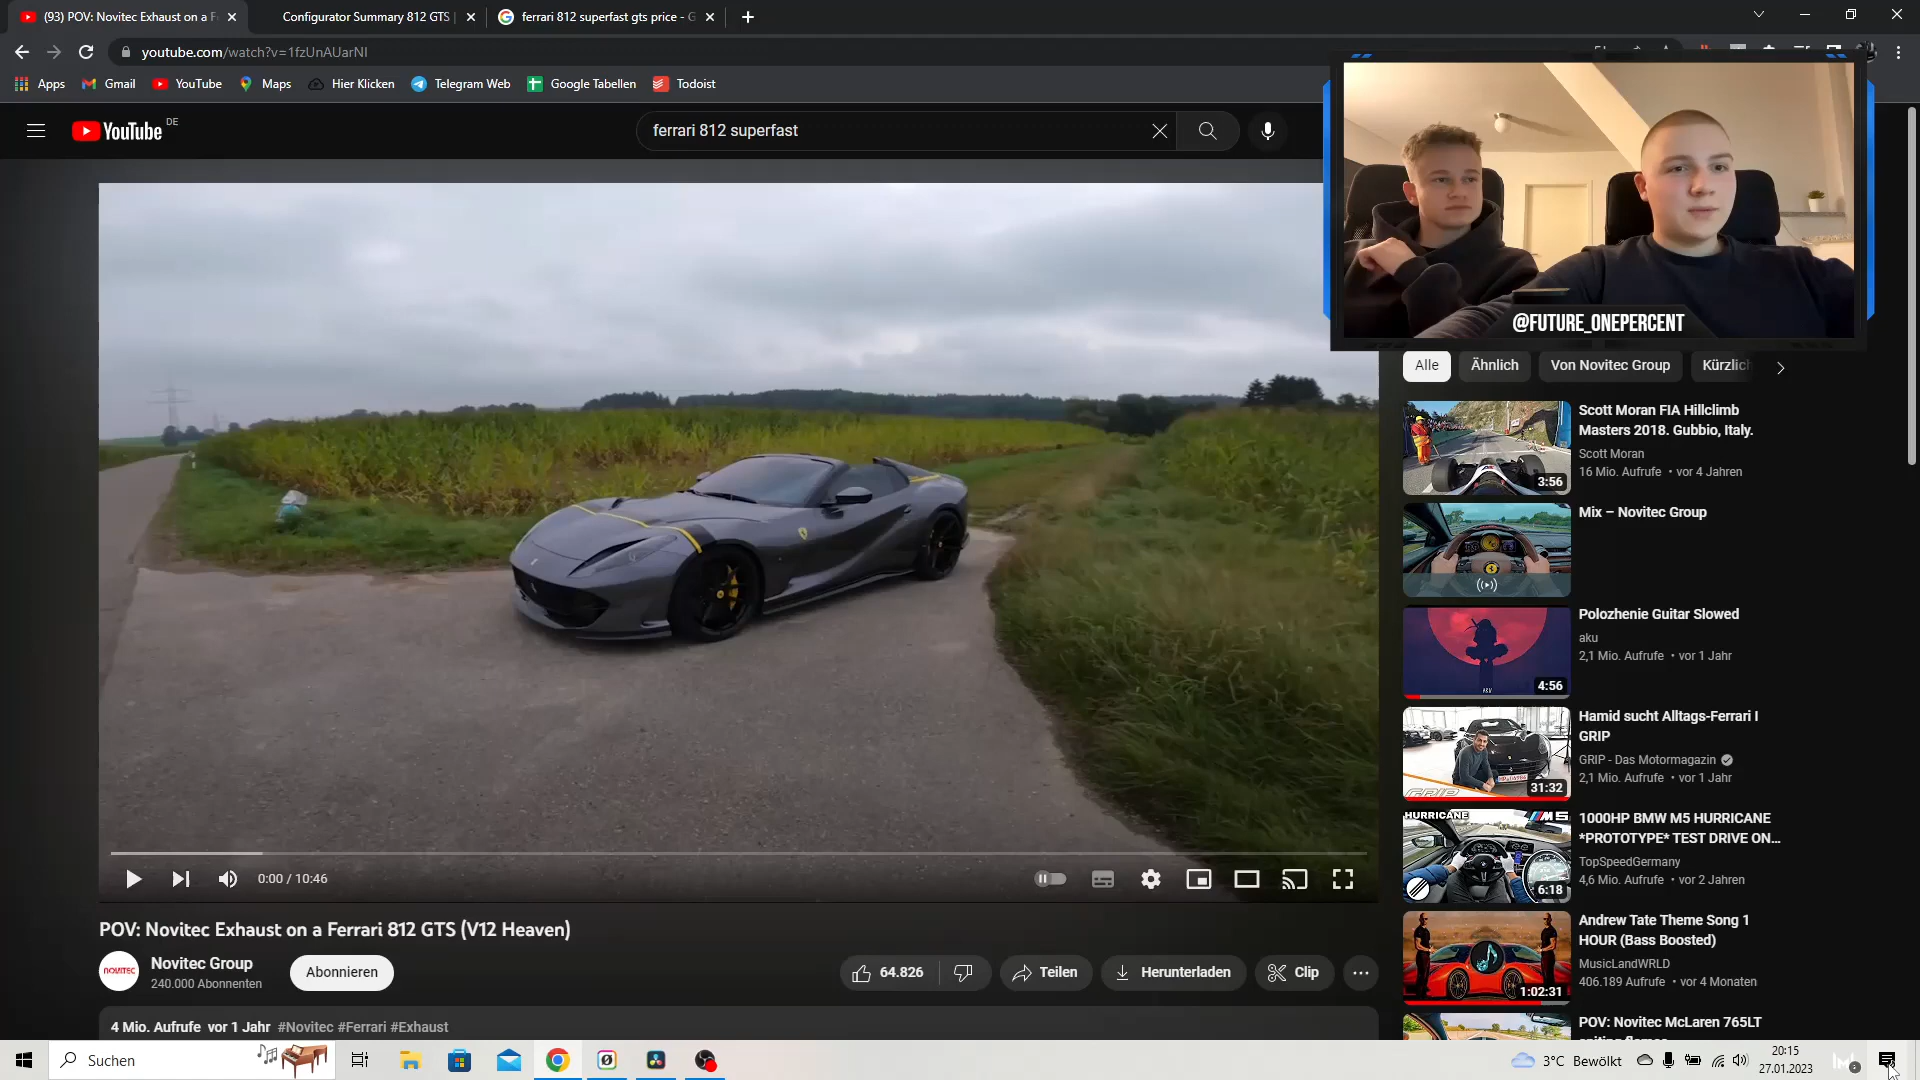 (93) POV: Novitec Exhaust on a F
Configurator Summary 812 GTS |
ferrari 812 superfast gts price - G
youtube.com/watch?v=1fzUnAUarNI
Apps
Gmail
YouTube
Maps
Hier Klicken
Telegram Web
Google Tabellen
Todoist
YouTube DE
ferrari 812 superfast
@FUTURE_ONEPERCENT
Alle
Ähnlich
Von Novitec Group
Kürzlich
Scott Moran FIA Hillclimb
Masters 2018. Gubbio, Italy.
Scott Moran
16 Mio. Aufrufe • vor 4 Jahren
3:56
Mix – Novitec Group
Polozhenie Guitar Slowed
aku
2,1 Mio. Aufrufe • vor 1 Jahr
4:56
Hamid sucht Alltags-Ferrari I
GRIP
GRIP - Das Motormagazin
2,1 Mio. Aufrufe • vor 1 Jahr
GRIP
31:32
HURRICANE
M5
1000HP BMW M5 HURRICANE
*PROTOTYPE* TEST DRIVE ON...
TopSpeedGermany
4,6 Mio. Aufrufe • vor 2 Jahren
6:18
Andrew Tate Theme Song 1
HOUR (Bass Boosted)
MusicLandWRLD
406.189 Aufrufe • vor 4 Monaten
1:02:31
POV: Novitec McLaren 765LT
0:00 / 10:46
POV: Novitec Exhaust on a Ferrari 812 GTS (V12 Heaven)
NOVITEC
Novitec Group
240.000 Abonnenten
Abonnieren
64.826
Teilen
Herunterladen
Clip
4 Mio. Aufrufe vor 1 Jahr #Novitec #Ferrari #Exhaust
Suchen
3°C Bewölkt
20:15
27.01.2023